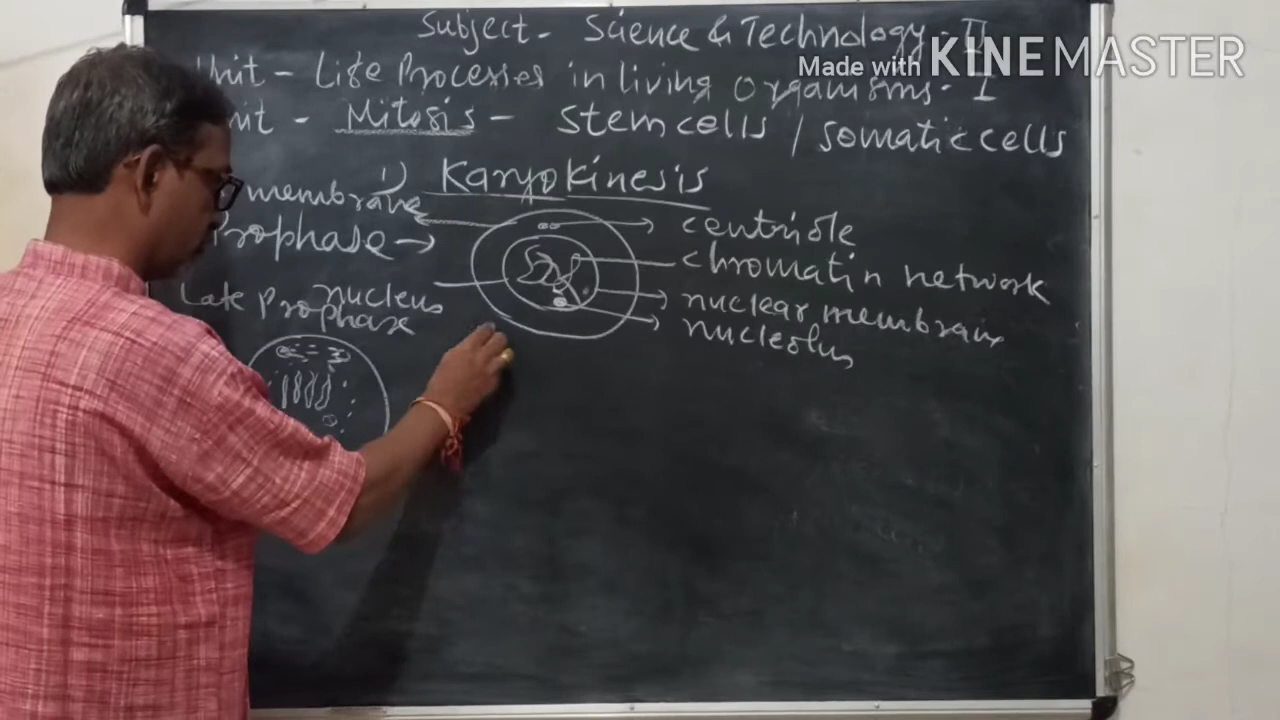 Subject - Science & Technology - II
Made with KINEMASTER
Unit - Life Processes in living organisms - I
Mitosis - Stem cells / Somatic cells
1) Karyokinesis
membrane
Prophase →
centriole
chromatin network
nucleus
nuclear membrane
nucleolus
Late Prophase